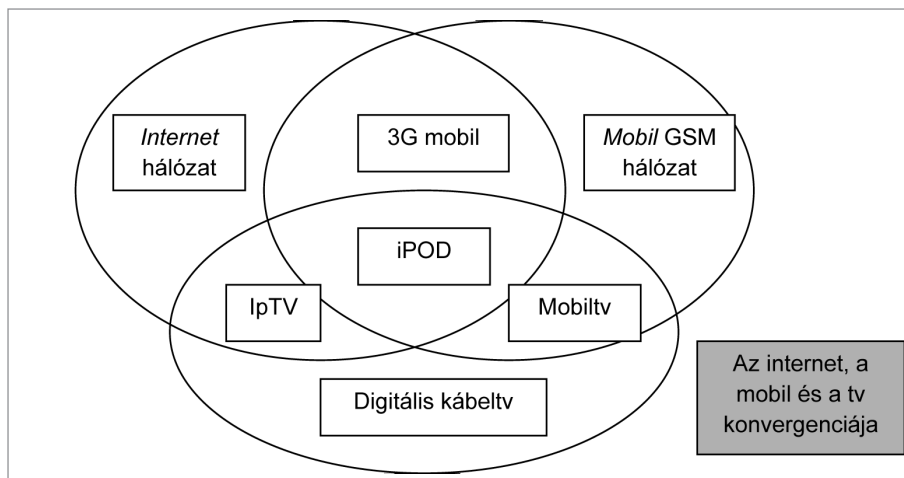 Internet
hálózat
3G mobil
Mobil GSM
hálózat
iPOD
IpTV
Mobiltv
Digitális kábeltv
Az internet, a
mobil és a tv
konvergenciája